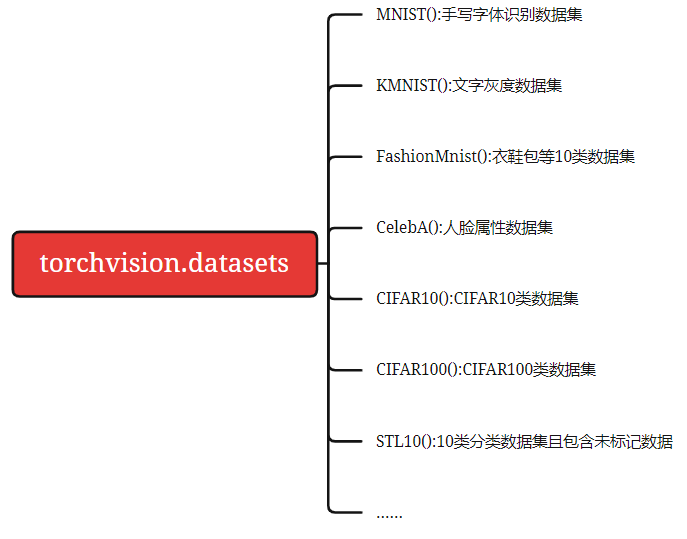 MNIST():手写字体识别数据集
KMNIST():文字灰度数据集
FashionMnist():衣鞋包等10类数据集
CelebA():人脸属性数据集
torchvision.datasets
CIFAR10():CIFAR10类数据集
CIFAR100():CIFAR100类数据集
STL10():10类分类数据集且包含未标记数据
......